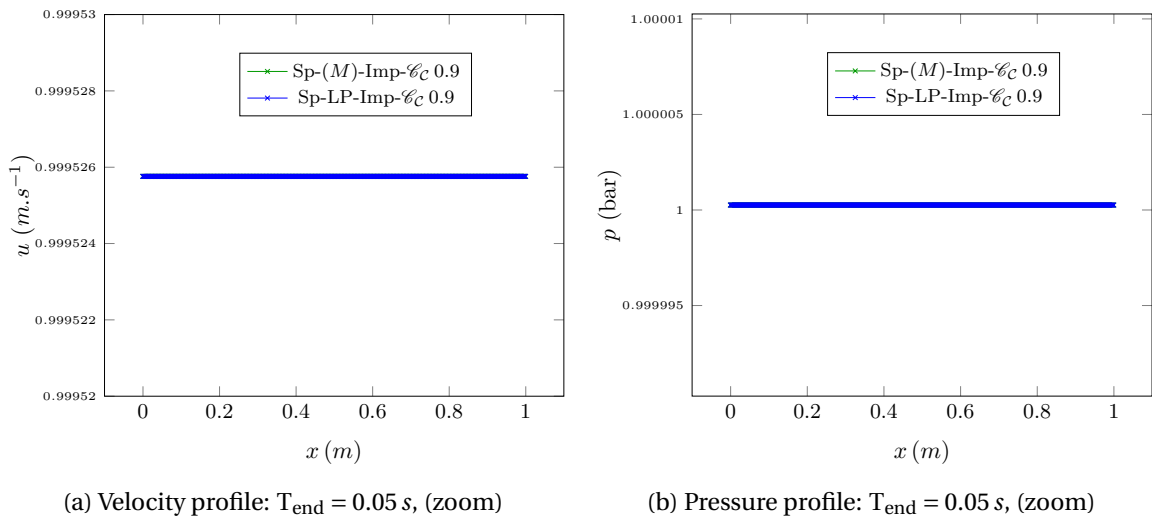 0.99953
0.999528
0.999526
0.999524
0.999522
0.99952
u (m.s⁻¹)
Sp-(M)-Imp-𝒞_C 0.9
Sp-LP-Imp-𝒞_C 0.9
0 0.2 0.4 0.6 0.8 1
x (m)
(a) Velocity profile: T_end = 0.05 s, (zoom)
1.00001
1.000005
1
0.999995
p (bar)
Sp-(M)-Imp-𝒞_C 0.9
Sp-LP-Imp-𝒞_C 0.9
0 0.2 0.4 0.6 0.8 1
x (m)
(b) Pressure profile: T_end = 0.05 s, (zoom)